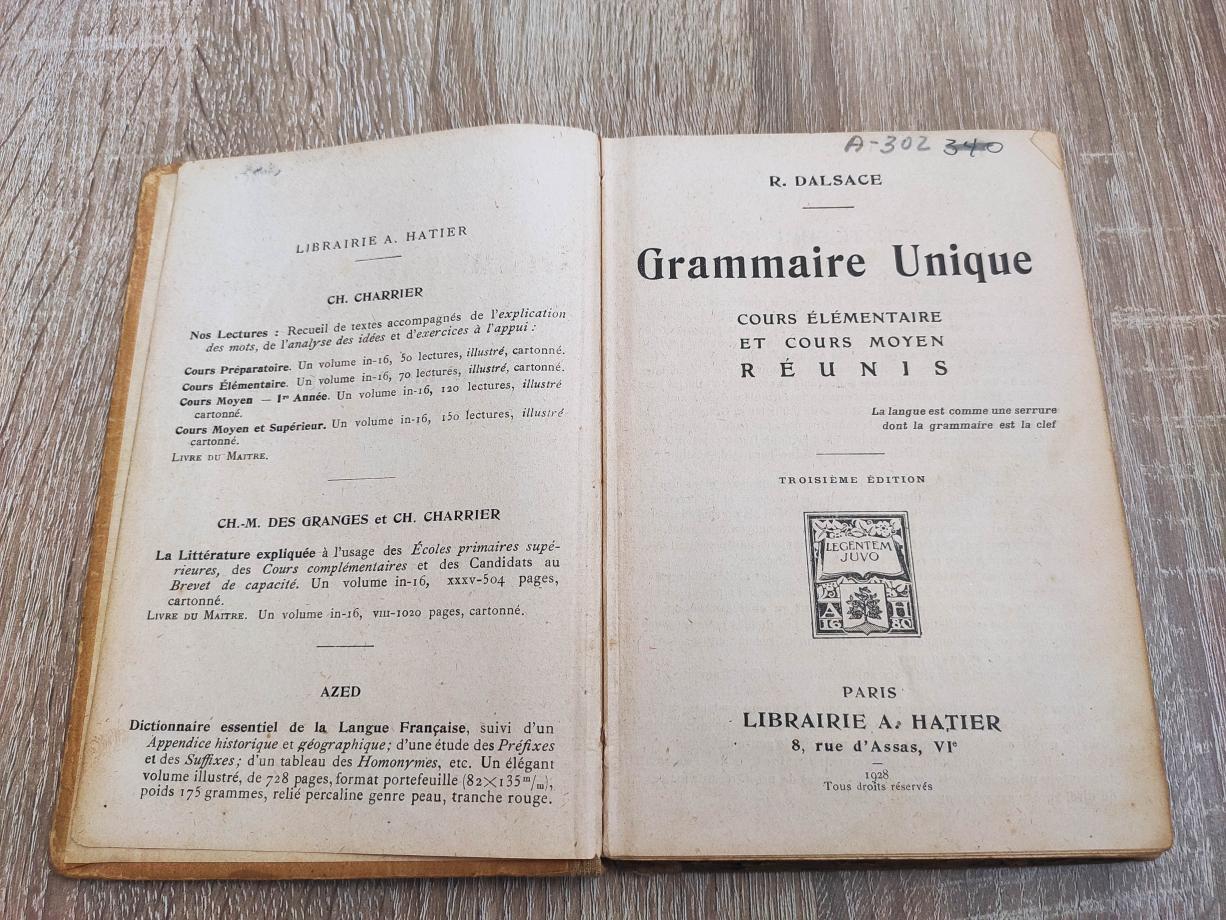 LIBRAIRIE A. HATIER
CH. CHARRIER
Nos Lectures : Recueil de textes accompagnés de l'explication
des mots, de l'analyse des idées et d'exercices à l'appui :
Cours Préparatoire. Un volume in-16, 50 lectures, illustré, cartonné.
Cours Élémentaire. Un volume in-16, 70 lectures, illustré, cartonné.
Cours Moyen — 1re Année. Un volume in-16, 120 lectures, illustré
cartonné.
Cours Moyen et Supérieur. Un volume in-16, 150 lectures, illustré
cartonné.
LIVRE DU MAITRE.
CH.-M. DES GRANGES et CH. CHARRIER
La Littérature expliquée à l'usage des Écoles primaires supé-
rieures, des Cours complémentaires et des Candidats au
Brevet de capacité. Un volume in-16, XXXV-504 pages,
cartonné.
LIVRE DU MAITRE. Un volume in-16, VIII-1020 pages, cartonné.
AZED
Dictionnaire essentiel de la Langue Française, suivi d'un
Appendice historique et géographique; d'une étude des Préfixes
et des Suffixes; d'un tableau des Homonymes, etc. Un élégant
volume illustré, de 728 pages, format portefeuille (82×135 m/m),
poids 175 grammes, relié percaline genre peau, tranche rouge.
A-302 340
R. DALSACE
Grammaire Unique
COURS ÉLÉMENTAIRE
ET COURS MOYEN
RÉUNIS
La langue est comme une serrure
dont la grammaire est la clef
TROISIÈME ÉDITION
LEGENTEM
JUVO
A H
16 80
PARIS
LIBRAIRIE A. HATIER
8, rue d'Assas, VIe
1928
Tous droits réservés